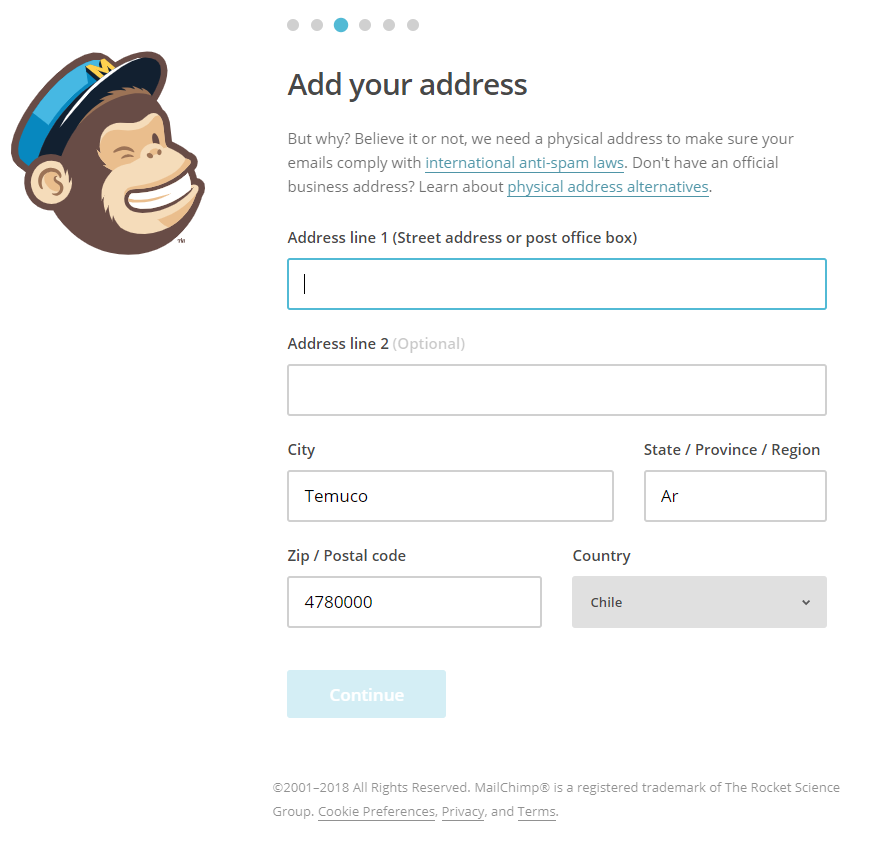 Add your address
But why? Believe it or not, we need a physical address to make sure your
emails comply with international anti-spam laws. Don't have an official
business address? Learn about physical address alternatives.
Address line 1 (Street address or post office box)
Address line 2 (Optional)
City State / Province / Region
Temuco Ar
Zip / Postal code Country
4780000 Chile
Continue
©2001–2018 All Rights Reserved. MailChimp® is a registered trademark of The Rocket Science
Group. Cookie Preferences, Privacy, and Terms.
M
TM